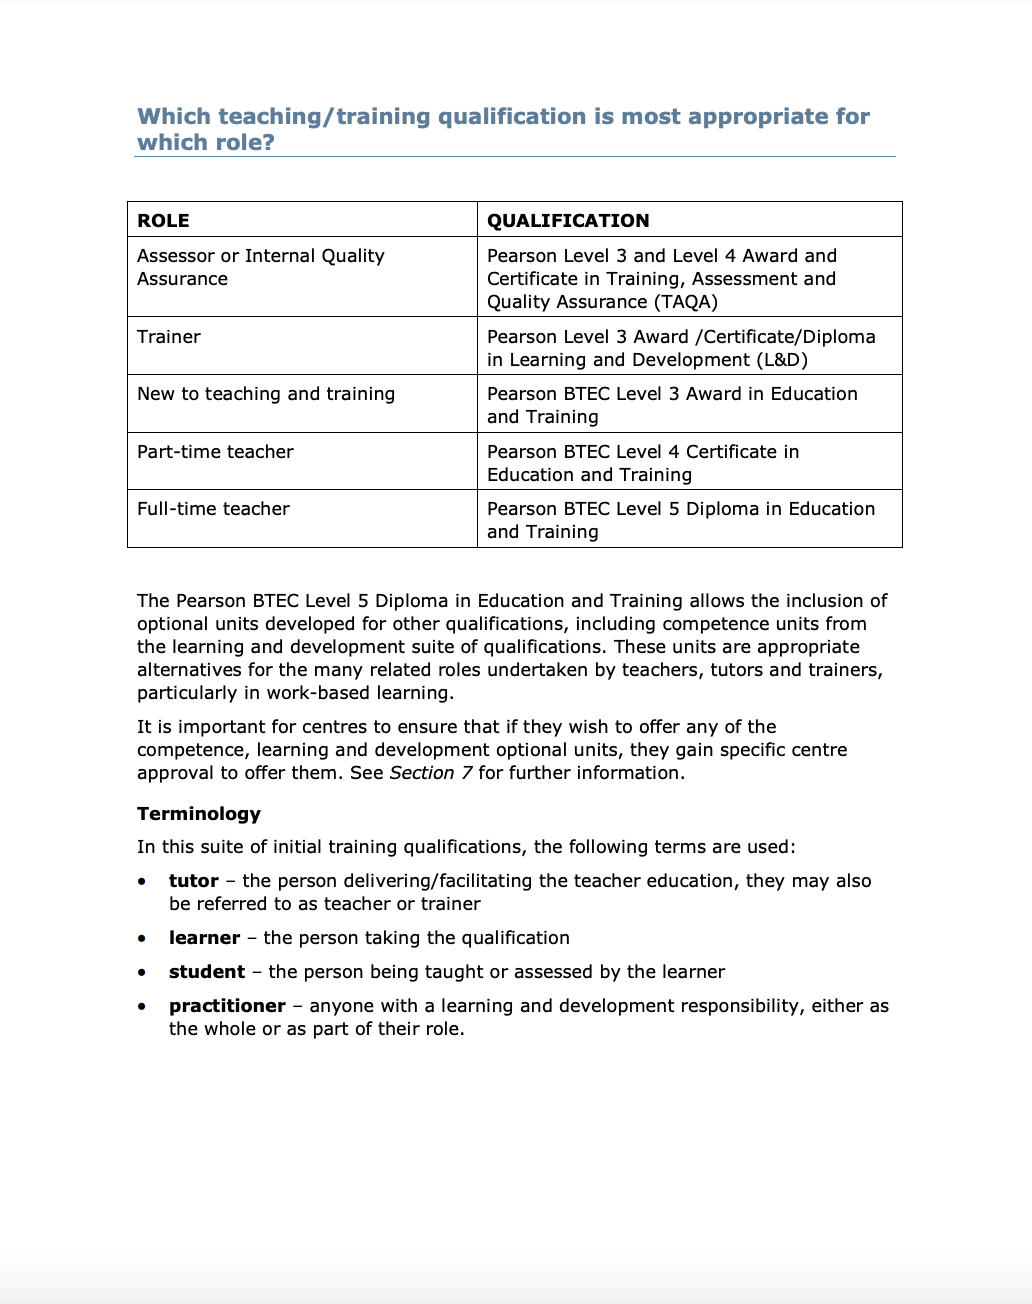 Which teaching/training qualification is most appropriate for
which role?
ROLE
QUALIFICATION
Assessor or Internal Quality
Assurance
Pearson Level 3 and Level 4 Award and
Certificate in Training, Assessment and
Quality Assurance (TAQA)
Trainer
Pearson Level 3 Award /Certificate/Diploma
in Learning and Development (L&D)
New to teaching and training
Pearson BTEC Level 3 Award in Education
and Training
Part-time teacher
Pearson BTEC Level 4 Certificate in
Education and Training
Full-time teacher
Pearson BTEC Level 5 Diploma in Education
and Training
The Pearson BTEC Level 5 Diploma in Education and Training allows the inclusion of
optional units developed for other qualifications, including competence units from
the learning and development suite of qualifications. These units are appropriate
alternatives for the many related roles undertaken by teachers, tutors and trainers,
particularly in work-based learning.
It is important for centres to ensure that if they wish to offer any of the
competence, learning and development optional units, they gain specific centre
approval to offer them. See Section 7 for further information.
Terminology
In this suite of initial training qualifications, the following terms are used:
• tutor – the person delivering/facilitating the teacher education, they may also
be referred to as teacher or trainer
• learner – the person taking the qualification
• student – the person being taught or assessed by the learner
• practitioner – anyone with a learning and development responsibility, either as
the whole or as part of their role.